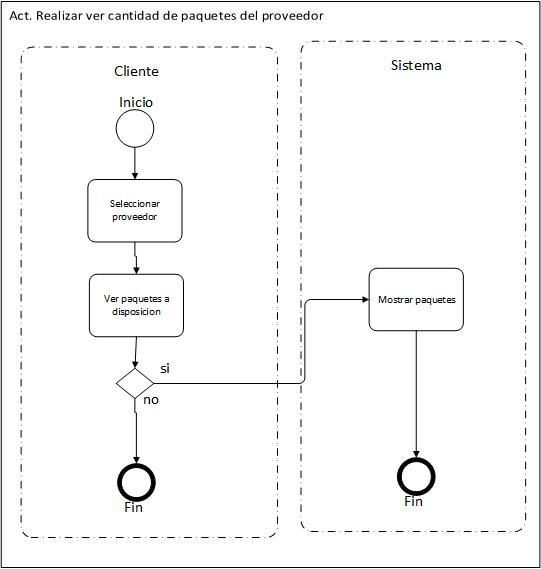 Act. Realizar ver cantidad de paquetes del proveedor
Cliente
Sistema
Inicio
Seleccionar
proveedor
Ver paquetes a
disposicion
Mostrar paquetes
si
no
Fin
Fin